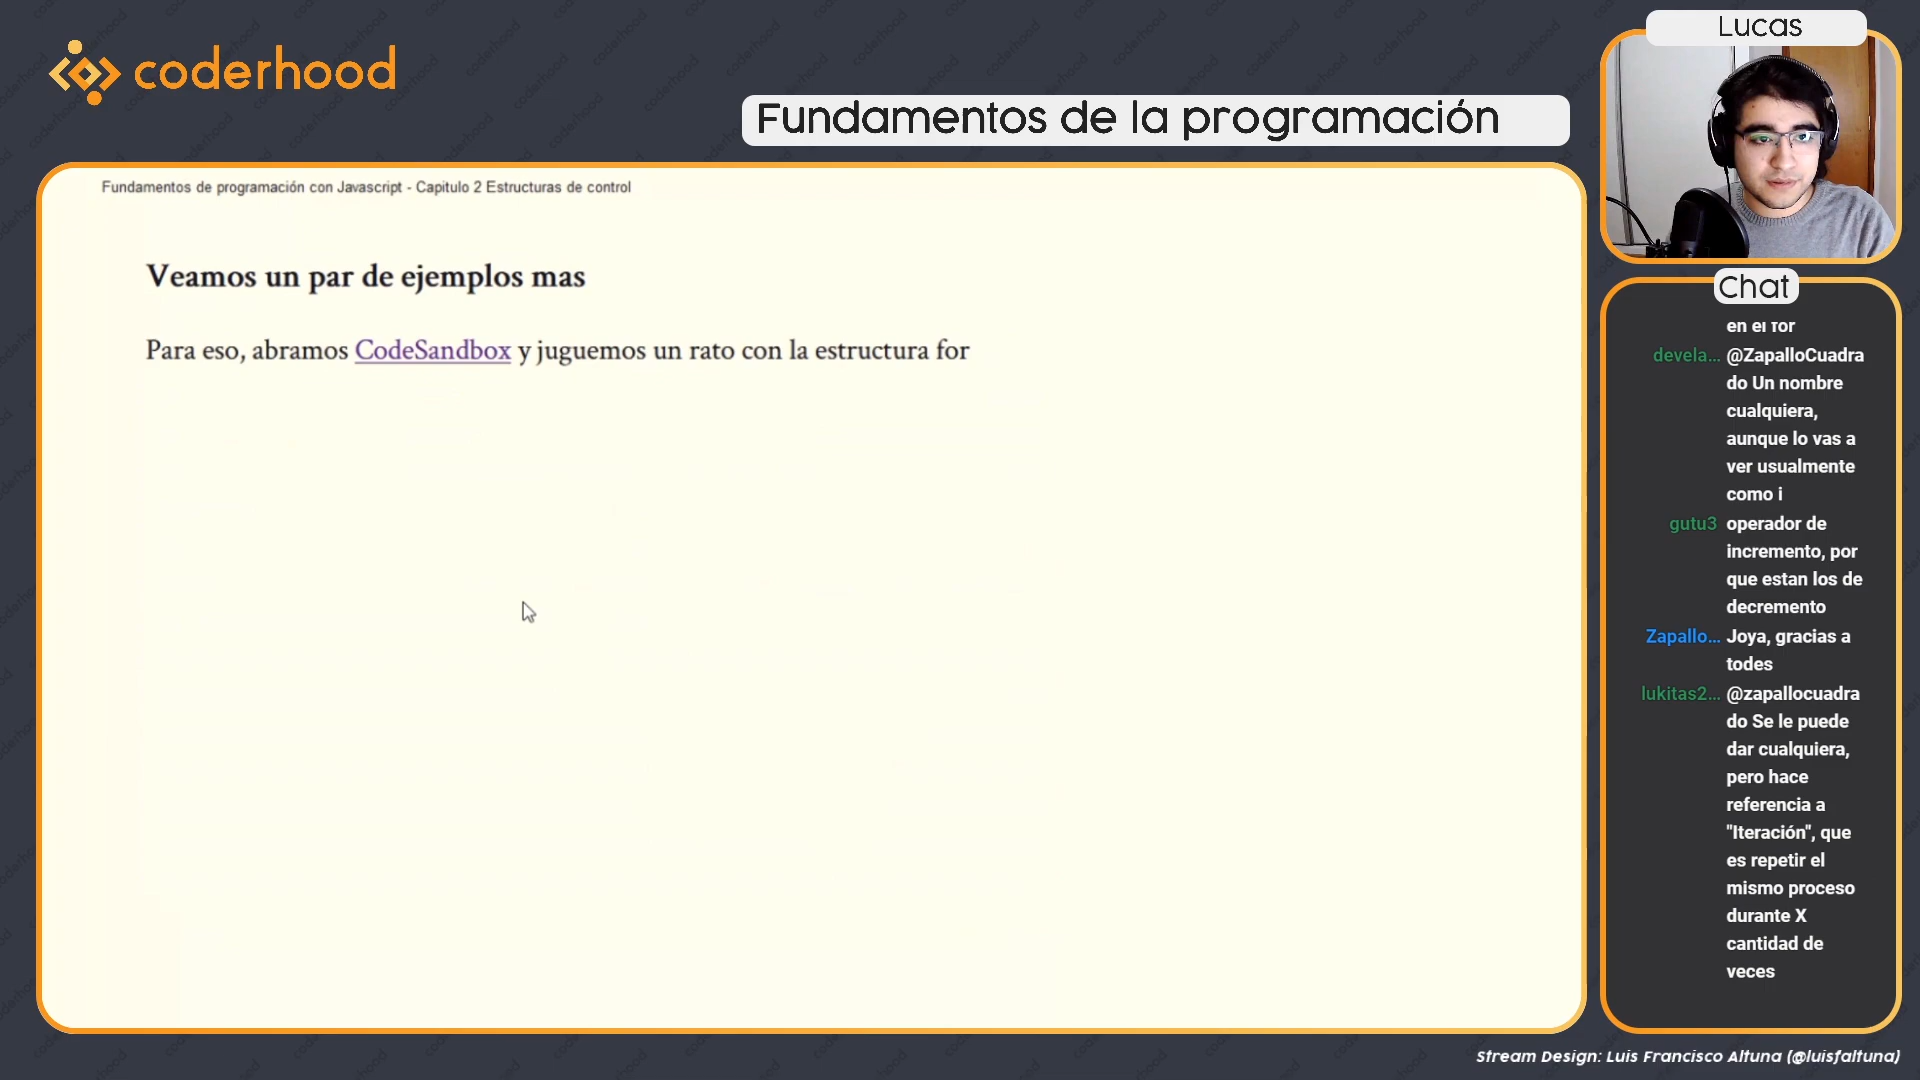 coderhood
Fundamentos de la programación
Lucas
Fundamentos de programación con Javascript - Capitulo 2 Estructuras de control
Veamos un par de ejemplos mas
Para eso, abramos CodeSandbox y juguemos un rato con la estructura for
Chat
en el for
devela... @ZapalloCuadra
do Un nombre
cualquiera,
aunque lo vas a
ver usualmente
como i
gutu3 operador de
incremento, por
que estan los de
decremento
Zapallo... Joya, gracias a
todes
lukitas2... @zapallocuadra
do Se le puede
dar cualquiera,
pero hace
referencia a
"Iteración", que
es repetir el
mismo proceso
durante X
cantidad de
veces
Stream Design: Luis Francisco Altuna (@luisfaltuna)